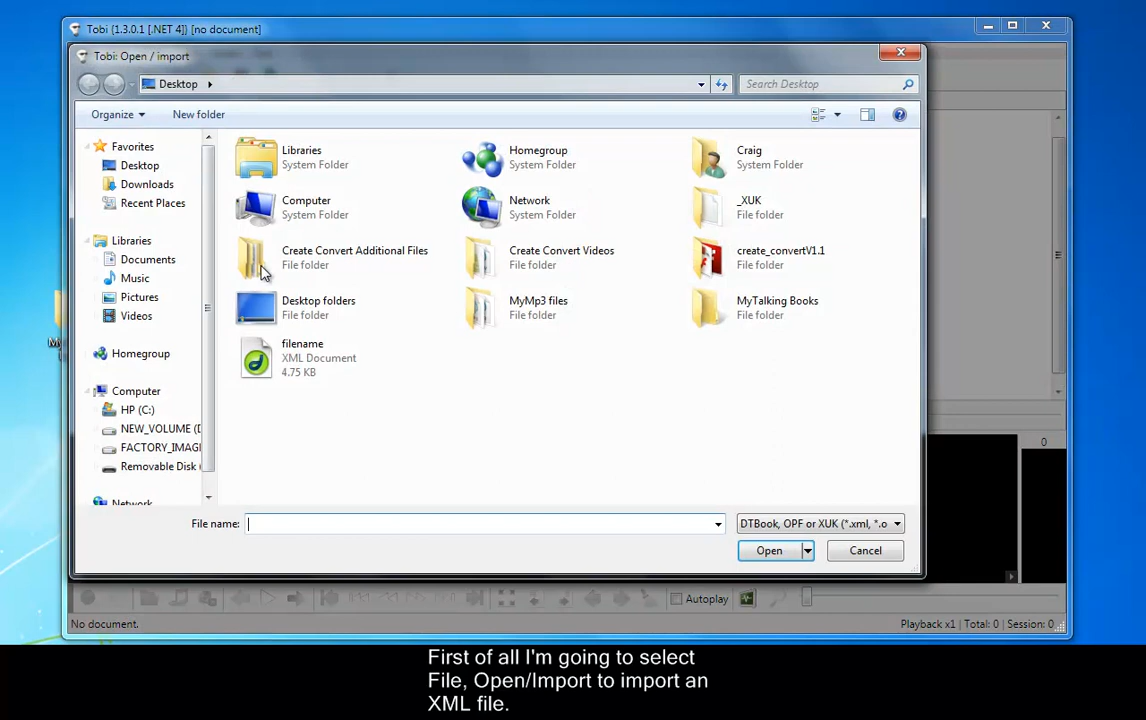 Tobi (1.3.0.1 [.NET 4]) [no document]
Tobi: Open / import
Desktop
Search Desktop
Organize
New folder
Favorites
Desktop
Downloads
Recent Places
Libraries
Documents
Music
Pictures
Videos
Homegroup
Computer
HP (C:)
NEW_VOLUME (D
FACTORY_IMAG
Removable Disk (
Network
Libraries
System Folder
Homegroup
System Folder
Craig
System Folder
Computer
System Folder
Network
System Folder
_XUK
File folder
Create Convert Additional Files
File folder
Create Convert Videos
File folder
create_convertV1.1
File folder
Desktop folders
File folder
MyMp3 files
File folder
MyTalking Books
File folder
filename
XML Document
4.75 KB
File name:
DTBook, OPF or XUK (*.xml, *.o
Open
Cancel
0
Autoplay
No document.
Playback x1 | Total: 0 | Session: 0
First of all I'm going to select
File, Open/Import to import an
XML file.